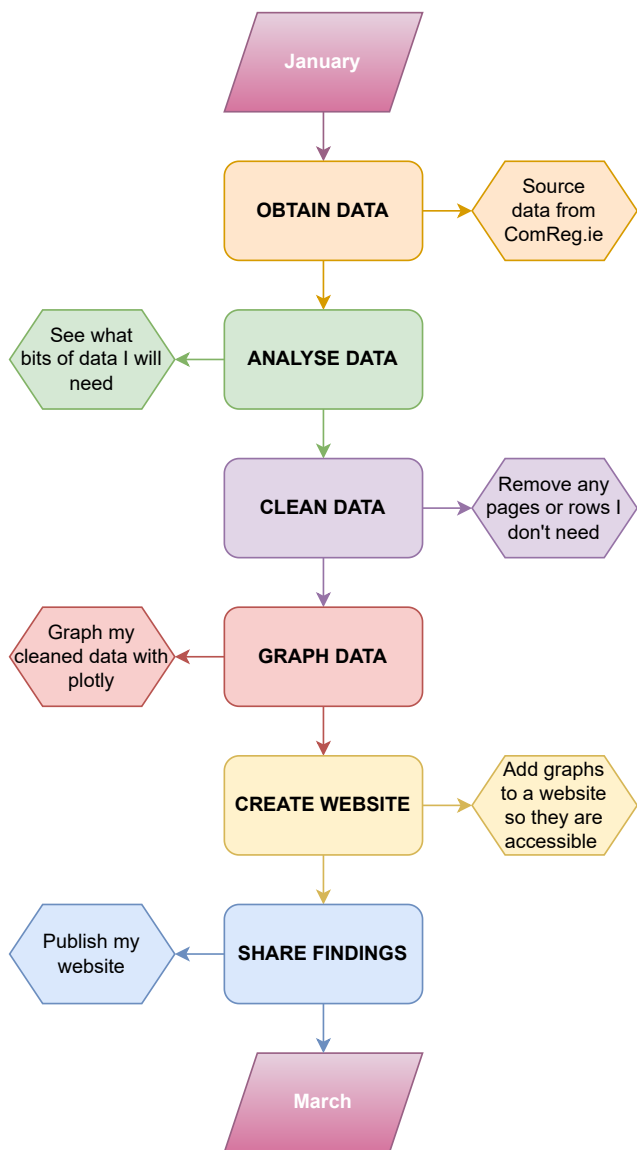 January
OBTAIN DATA
Source
data from
ComReg.ie
See what
bits of data I will
need
ANALYSE DATA
CLEAN DATA
Remove any
pages or rows I
don't need
Graph my
cleaned data with
plotly
GRAPH DATA
CREATE WEBSITE
Add graphs
to a website
so they are
accessible
Publish my
website
SHARE FINDINGS
March